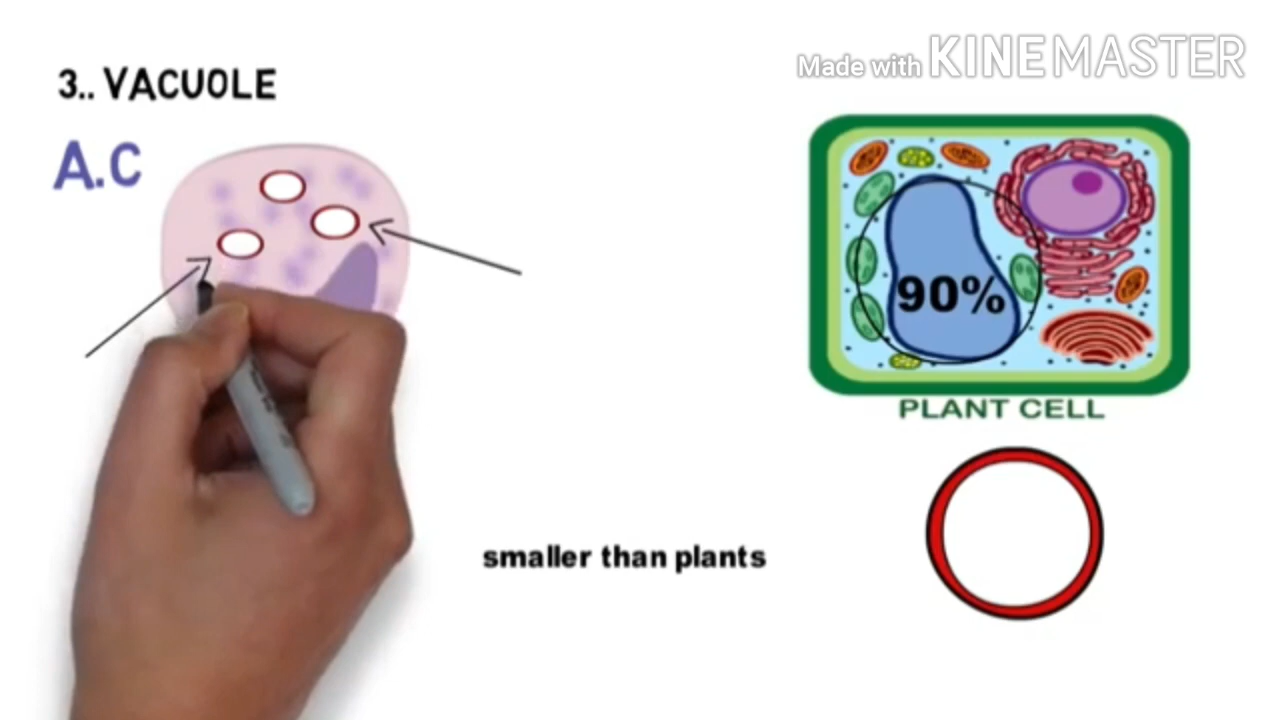 Made with KINEMASTER
3.. VACUOLE
A.C
90%
PLANT CELL
smaller than plants